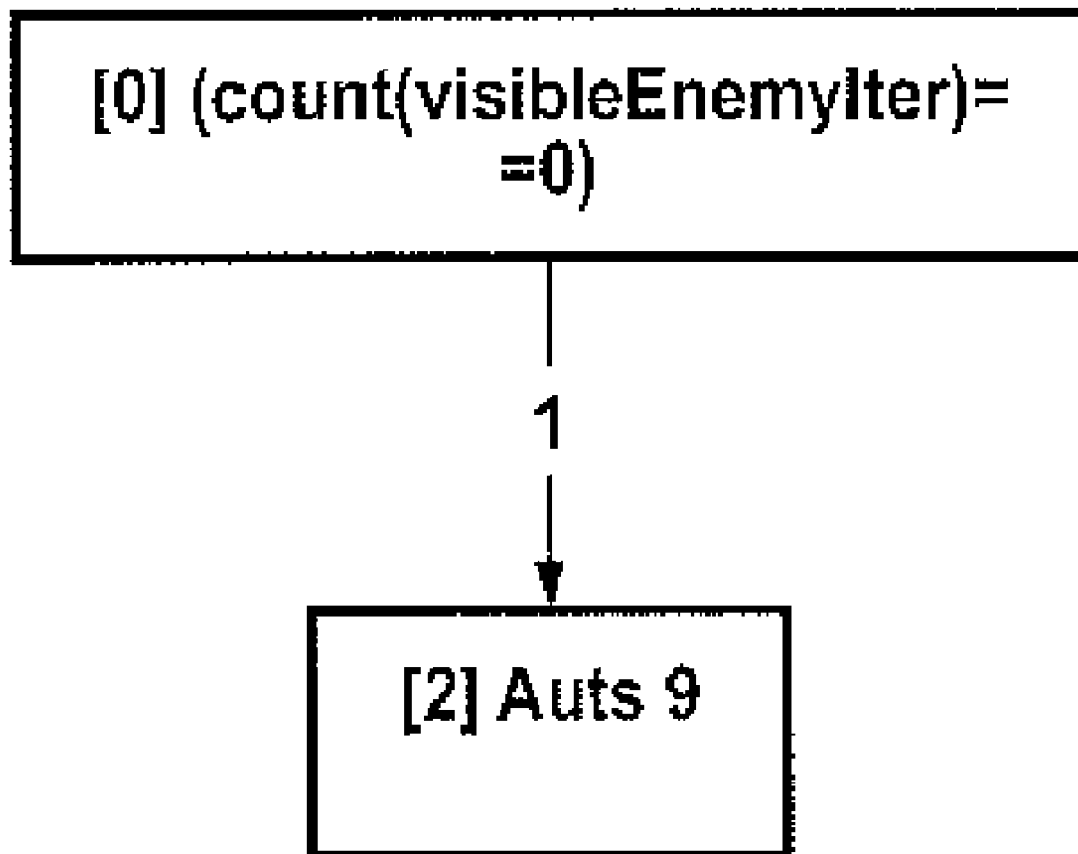 [0] (count(visibleEnemyIter)=
=0)
1
[2] Auts 9